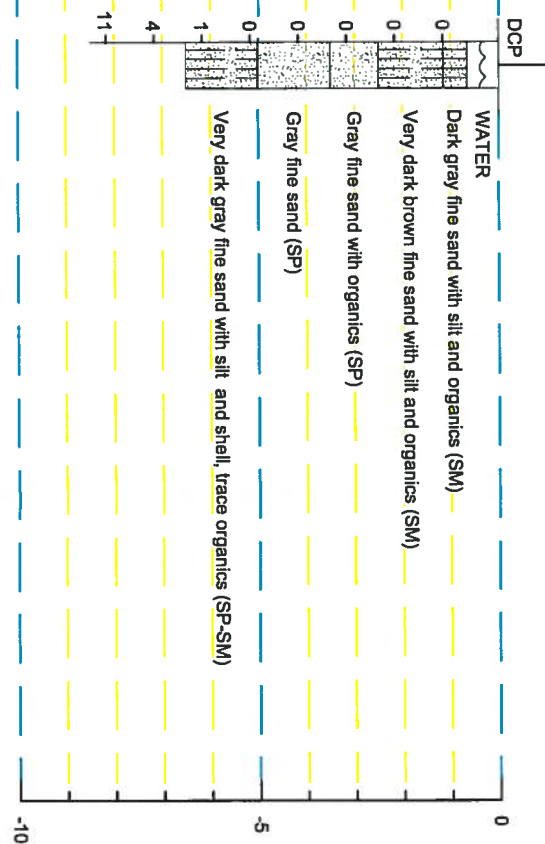 DCP
WATER
0
Dark gray fine sand with silt and organics (SM)
0
Very dark brown fine sand with silt and organics (SM)
0
Gray fine sand with organics (SP)
0
Gray fine sand (SP)
0
1
Very dark gray fine sand with silt and shell, trace organics (SP-SM)
4
11
0
-5
-10